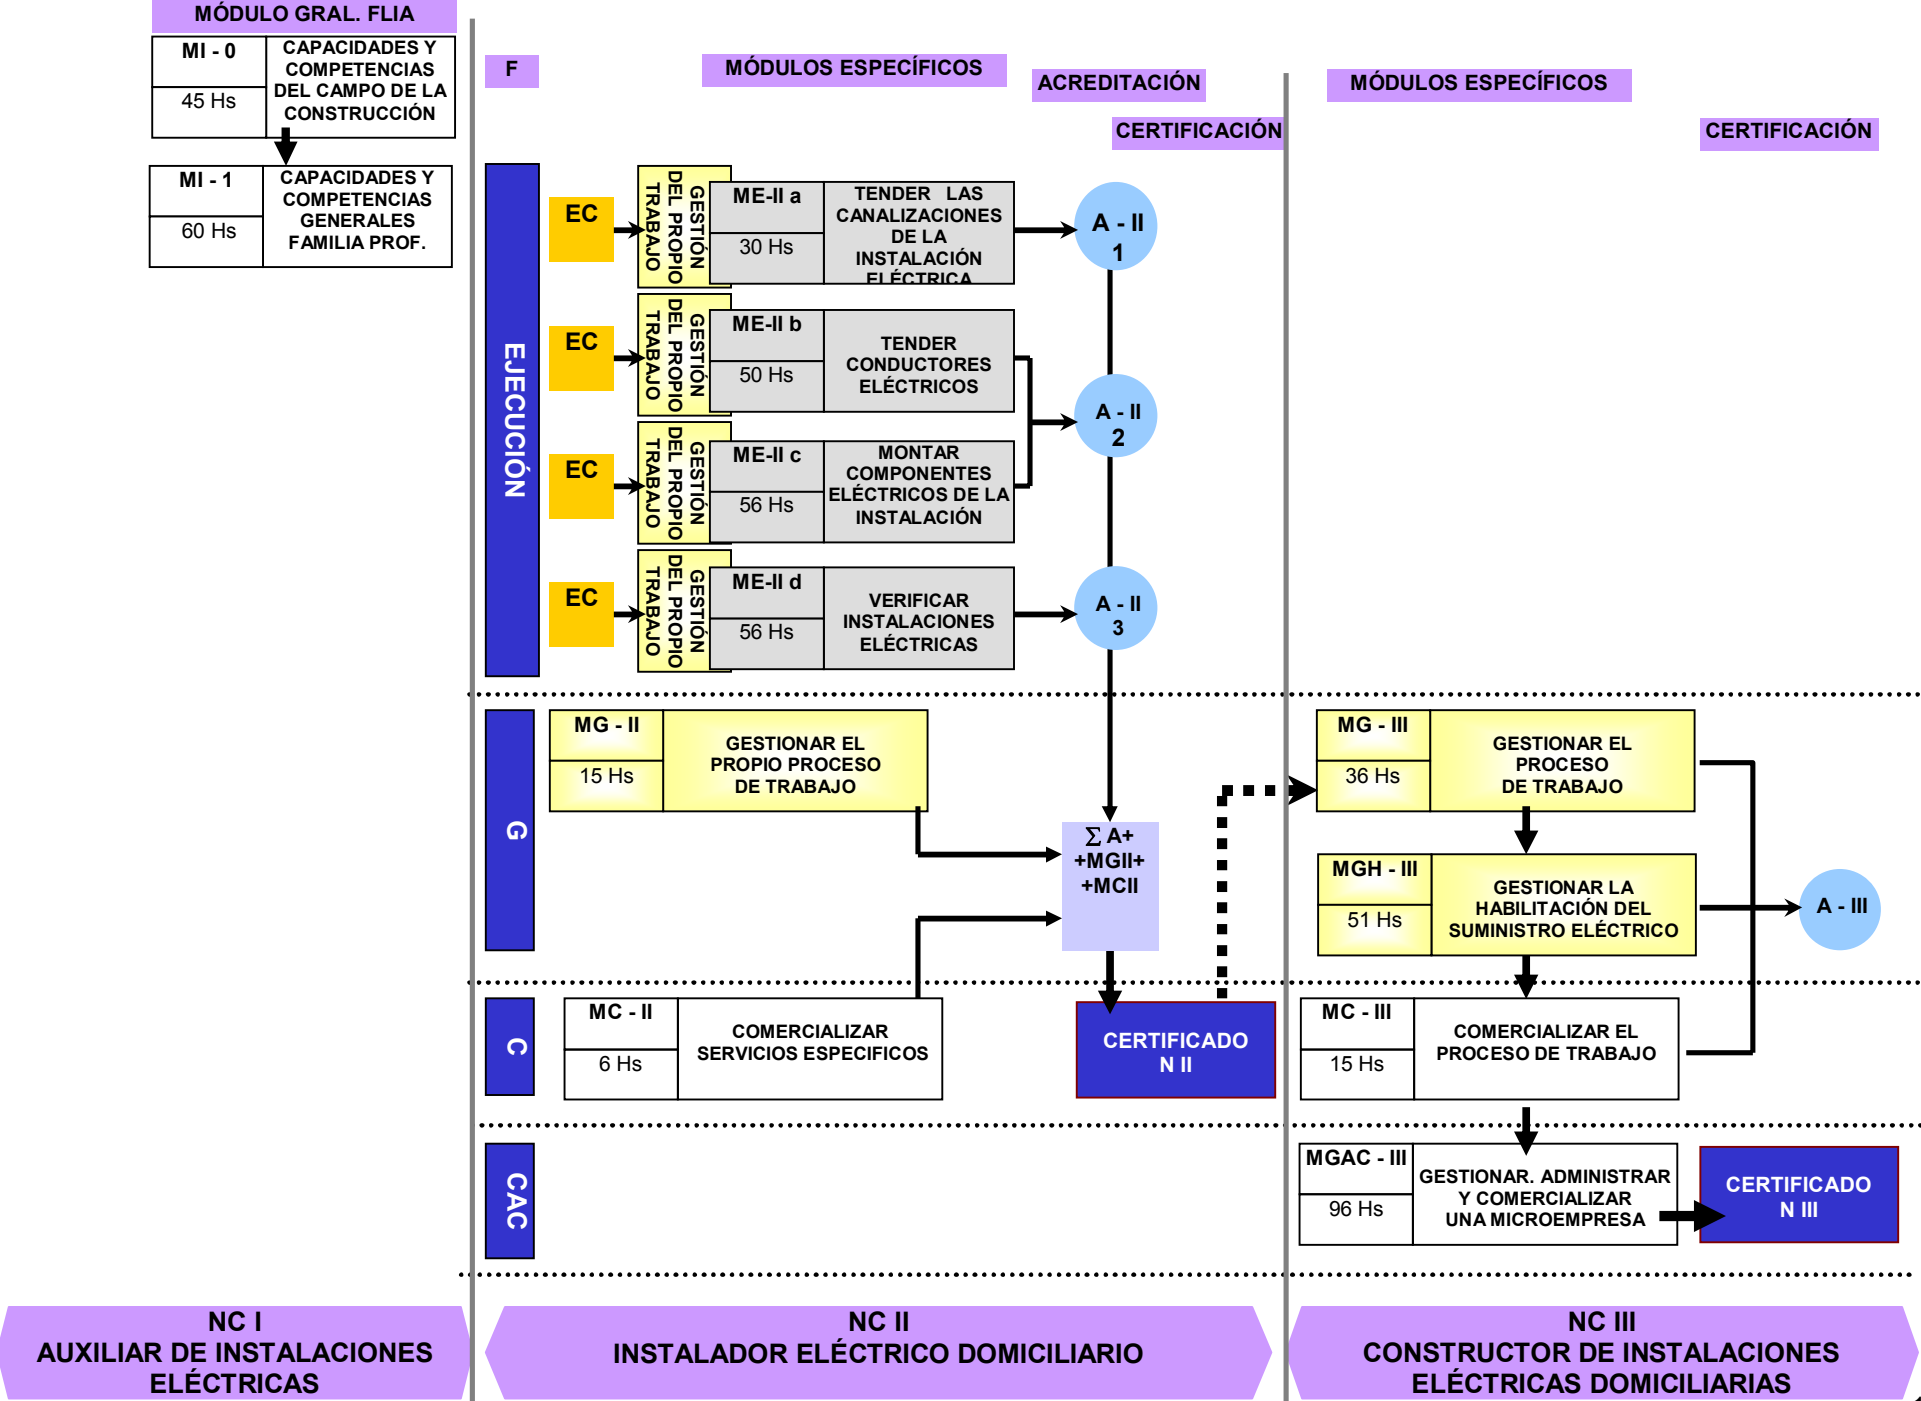 MÓDULO GRAL. FLIA
MI - 0
45 Hs
CAPACIDADES Y
COMPETENCIAS
DEL CAMPO DE LA
CONSTRUCCIÓN
MI - 1
60 Hs
CAPACIDADES Y
COMPETENCIAS
GENERALES
FAMILIA PROF.
F
MÓDULOS ESPECÍFICOS
ACREDITACIÓN
CERTIFICACIÓN
EJECUCIÓN
EC
GESTIÓN
DEL PROPIO
TRABAJO
ME-II a
30 Hs
TENDER LAS
CANALIZACIONES
DE LA
INSTALACIÓN
ELÉCTRICA
A - II
1
EC
GESTIÓN
DEL PROPIO
TRABAJO
ME-II b
50 Hs
TENDER
CONDUCTORES
ELÉCTRICOS
A - II
2
EC
GESTIÓN
DEL PROPIO
TRABAJO
ME-II c
56 Hs
MONTAR
COMPONENTES
ELÉCTRICOS DE LA
INSTALACIÓN
EC
GESTIÓN
DEL PROPIO
TRABAJO
ME-II d
56 Hs
VERIFICAR
INSTALACIONES
ELÉCTRICAS
A - II
3
G
MG - II
15 Hs
GESTIONAR EL
PROPIO PROCESO
DE TRABAJO
∑ A+
+MGII+
+MCII
C
MC - II
6 Hs
COMERCIALIZAR
SERVICIOS ESPECIFICOS
CERTIFICADO
N II
CAC
MÓDULOS ESPECÍFICOS
CERTIFICACIÓN
MG - III
36 Hs
GESTIONAR EL
PROCESO
DE TRABAJO
MGH - III
51 Hs
GESTIONAR LA
HABILITACIÓN DEL
SUMINISTRO ELÉCTRICO
A - III
MC - III
15 Hs
COMERCIALIZAR EL
PROCESO DE TRABAJO
MGAC - III
96 Hs
GESTIONAR. ADMINISTRAR
Y COMERCIALIZAR
UNA MICROEMPRESA
CERTIFICADO
N III
NC I
AUXILIAR DE INSTALACIONES
ELÉCTRICAS
NC II
INSTALADOR ELÉCTRICO DOMICILIARIO
NC III
CONSTRUCTOR DE INSTALACIONES
ELÉCTRICAS DOMICILIARIAS